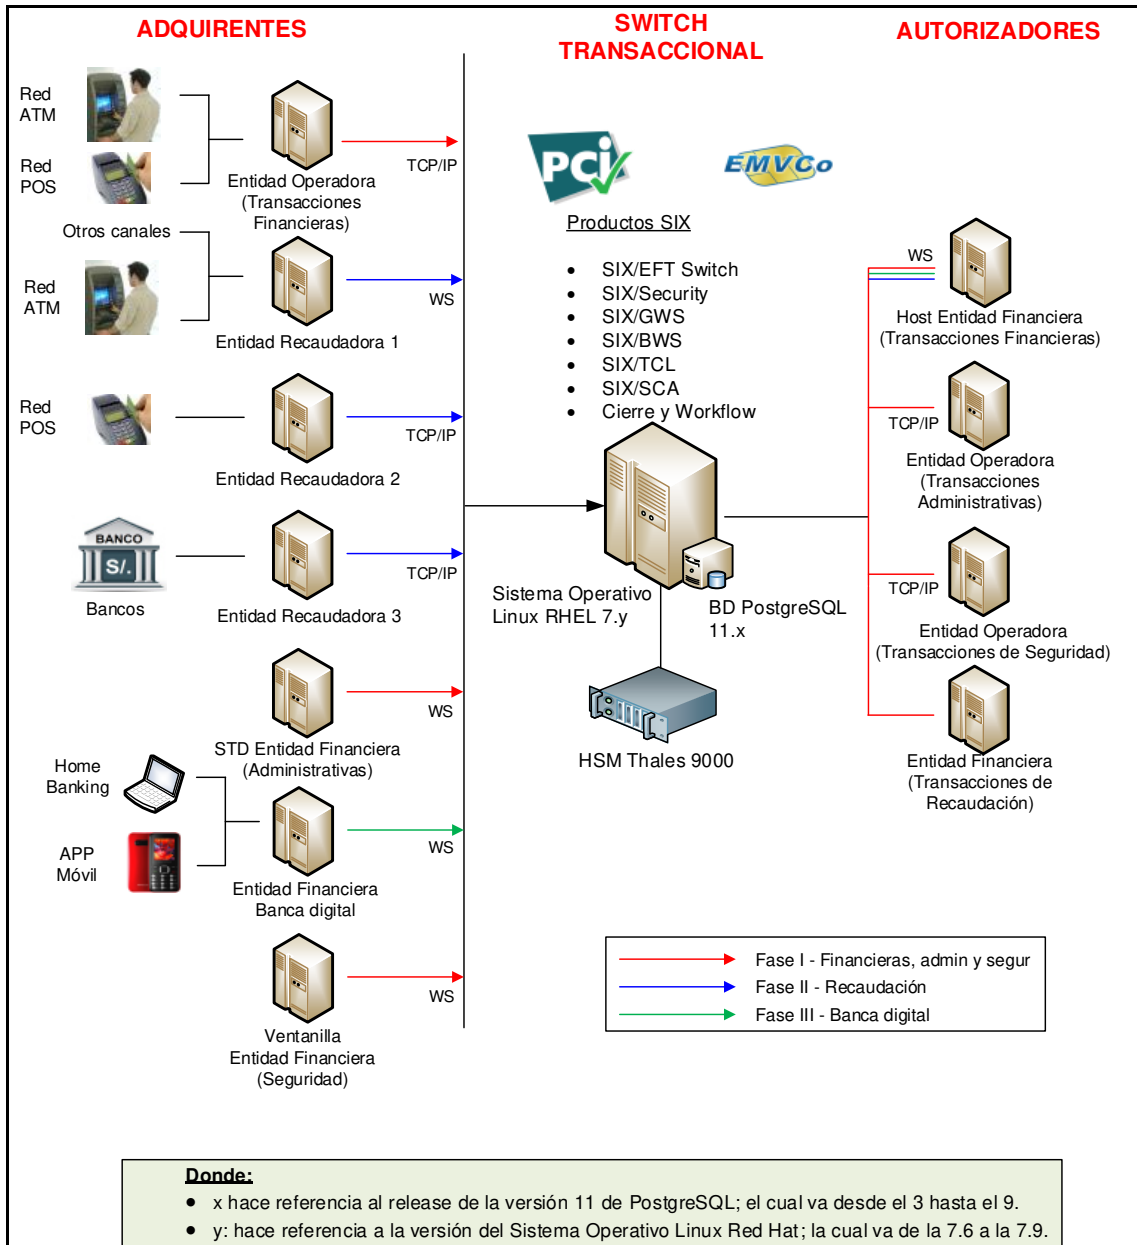 ADQUIRENTES
SWITCH
TRANSACCIONAL
AUTORIZADORES
Red
ATM
Red
POS
TCP/IP
Entidad Operadora
(Transacciones
Financieras)
Otros canales
Red
ATM
WS
Entidad Recaudadora 1
Red
POS
TCP/IP
Entidad Recaudadora 2
BANCO
S/.
Bancos
TCP/IP
Entidad Recaudadora 3
WS
STD Entidad Financiera
(Administrativas)
Home
Banking
APP
Móvil
WS
Entidad Financiera
Banca digital
WS
Ventanilla
Entidad Financiera
(Seguridad)
PCi
EMVCo
Productos SIX
• SIX/EFT Switch
• SIX/Security
• SIX/GWS
• SIX/BWS
• SIX/TCL
• SIX/SCA
• Cierre y Workflow
Sistema Operativo
Linux RHEL 7.y
BD PostgreSQL
11.x
HSM Thales 9000
WS
Host Entidad Financiera
(Transacciones Financieras)
TCP/IP
Entidad Operadora
(Transacciones
Administrativas)
TCP/IP
Entidad Operadora
(Transacciones de Seguridad)
Entidad Financiera
(Transacciones de
Recaudación)
Fase I - Financieras, admin y segur
Fase II - Recaudación
Fase III - Banca digital
Donde:
• x hace referencia al release de la versión 11 de PostgreSQL; el cual va desde el 3 hasta el 9.
• y: hace referencia a la versión del Sistema Operativo Linux Red Hat; la cual va de la 7.6 a la 7.9.